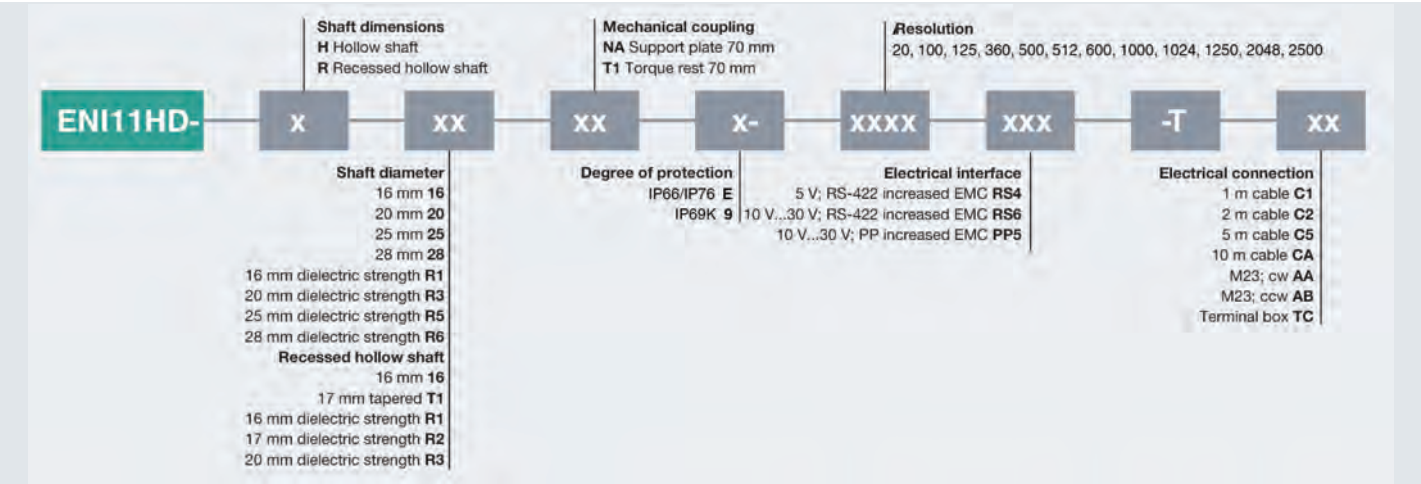 Shaft dimensions
H Hollow shaft
R Recessed hollow shaft
Mechanical coupling
NA Support plate 70 mm
T1 Torque rest 70 mm
Resolution
20, 100, 125, 360, 500, 512, 600, 1000, 1024, 1250, 2048, 2500
ENI11HD- x xx xx x- xxxx xxx -T xx
Shaft diameter
16 mm 16
20 mm 20
25 mm 25
28 mm 28
16 mm dielectric strength R1
20 mm dielectric strength R3
25 mm dielectric strength R5
28 mm dielectric strength R6
Recessed hollow shaft
16 mm 16
17 mm tapered T1
16 mm dielectric strength R1
17 mm dielectric strength R2
20 mm dielectric strength R3
Degree of protection
IP66/IP76 E
IP69K 9
Electrical interface
5 V; RS-422 increased EMC RS4
10 V...30 V; RS-422 increased EMC RS6
10 V...30 V; PP increased EMC PP5
Electrical connection
1 m cable C1
2 m cable C2
5 m cable C5
10 m cable CA
M23; cw AA
M23; ccw AB
Terminal box TC